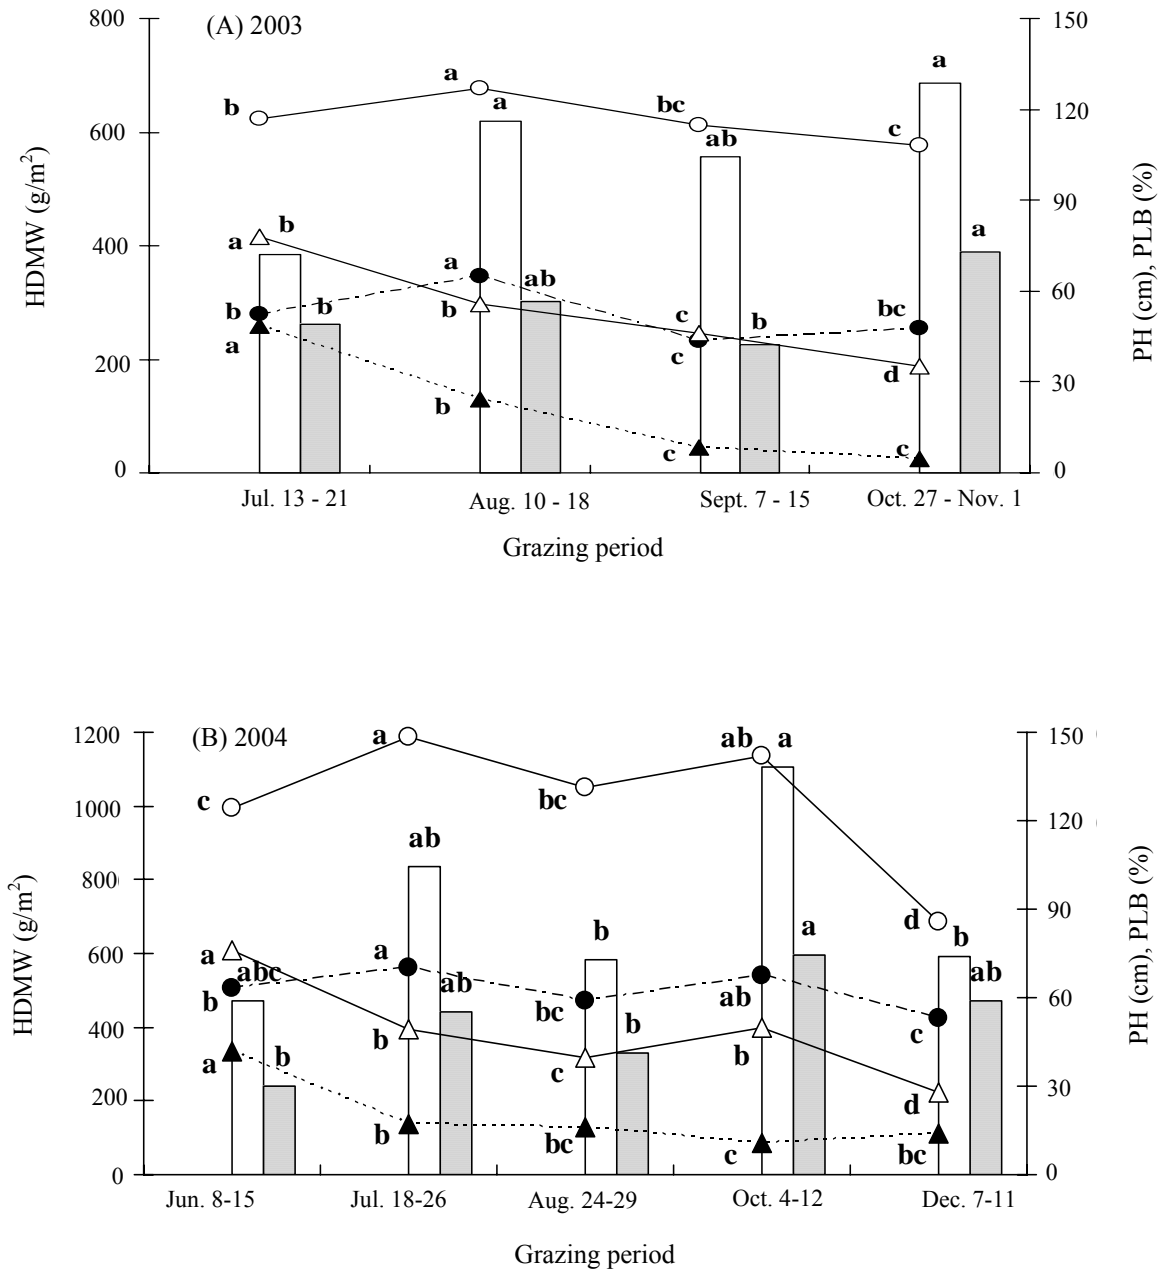 (A) 2003
800
600
400
200
0
HDMW (g/m²)
150
120
90
60
30
0
PH (cm), PLB (%)
b
a
bc
c
a
ab
a
b
a
b
c
d
b
a
c
bc
b
ab
b
a
a
b
c
c
Jul. 13 - 21
Aug. 10 - 18
Sept. 7 - 15
Oct. 27 - Nov. 1
Grazing period
(B) 2004
1200
1000
800
600
400
200
0
HDMW (g/m²)
150
120
90
60
30
0
PH (cm), PLB (%)
c
a
bc
ab
d
abc
ab
b
a
b
a
b
c
b
d
b
a
bc
ab
c
b
ab
b
a
ab
a
b
bc
c
bc
Jun. 8-15
Jul. 18-26
Aug. 24-29
Oct. 4-12
Dec. 7-11
Grazing period